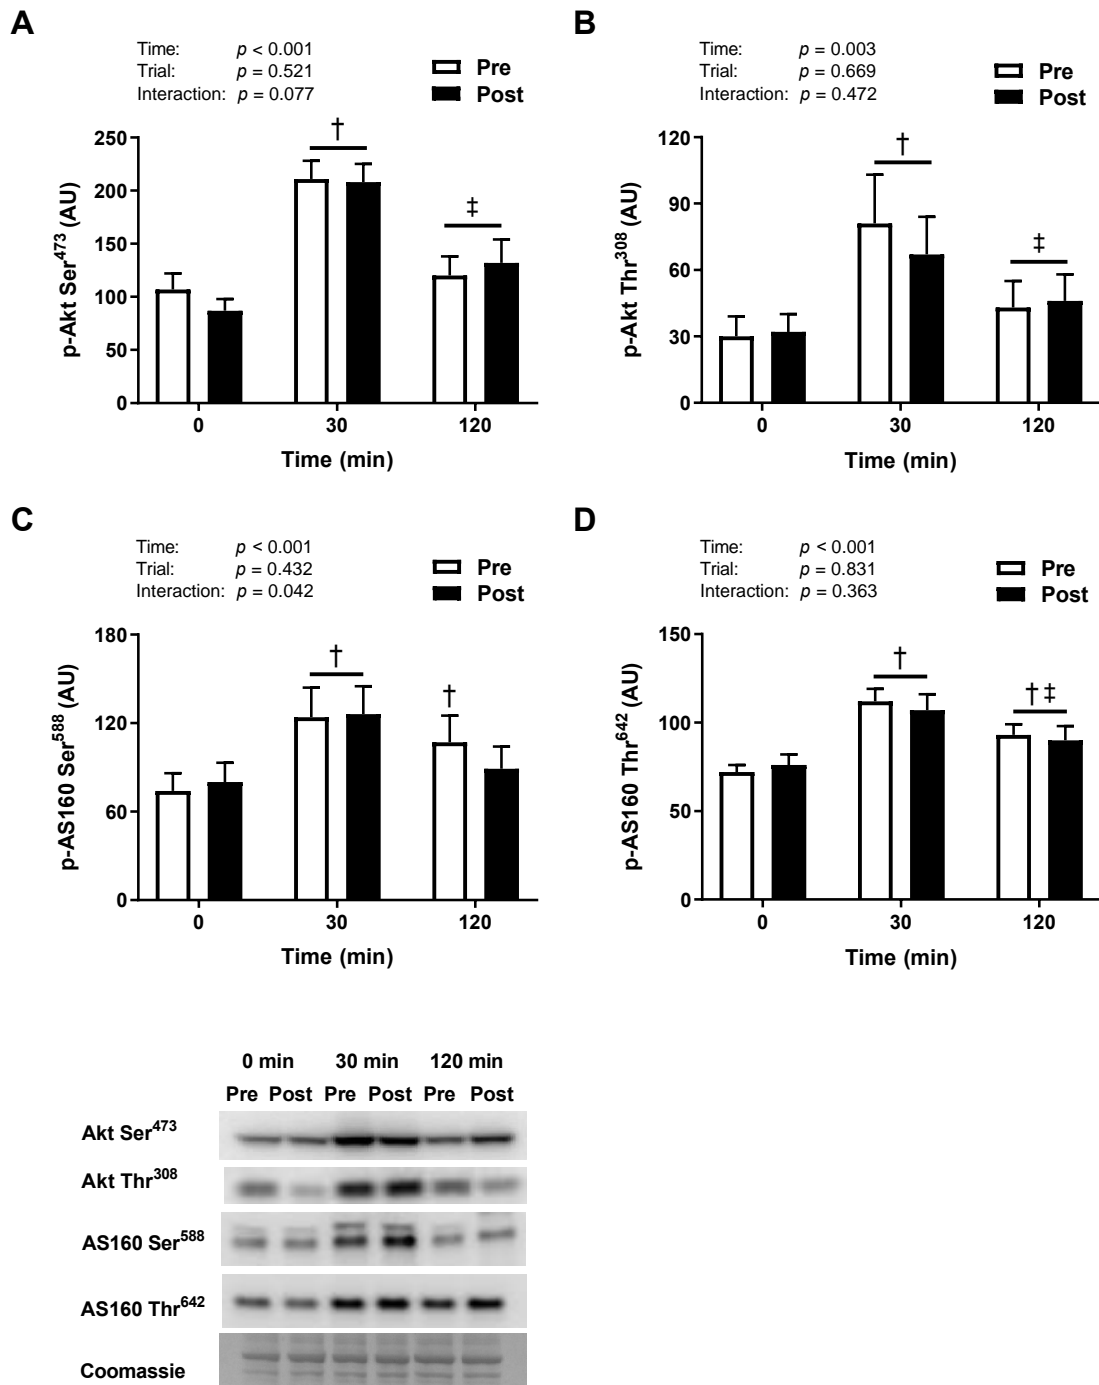 A
Time: p < 0.001
Trial: p = 0.521
Interaction: p = 0.077
Pre
Post
†
‡
250
200
150
100
50
0
p-Akt Ser473 (AU)
0 30 120
Time (min)
B
Time: p = 0.003
Trial: p = 0.669
Interaction: p = 0.472
Pre
Post
†
‡
120
90
60
30
0
p-Akt Thr308 (AU)
0 30 120
Time (min)
C
Time: p < 0.001
Trial: p = 0.432
Interaction: p = 0.042
Pre
Post
†
†
180
120
60
0
p-AS160 Ser588 (AU)
0 30 120
Time (min)
D
Time: p < 0.001
Trial: p = 0.831
Interaction: p = 0.363
Pre
Post
†
†‡
150
100
50
0
p-AS160 Thr642 (AU)
0 30 120
Time (min)
0 min 30 min 120 min
Pre Post Pre Post Pre Post
Akt Ser473
Akt Thr308
AS160 Ser588
AS160 Thr642
Coomassie